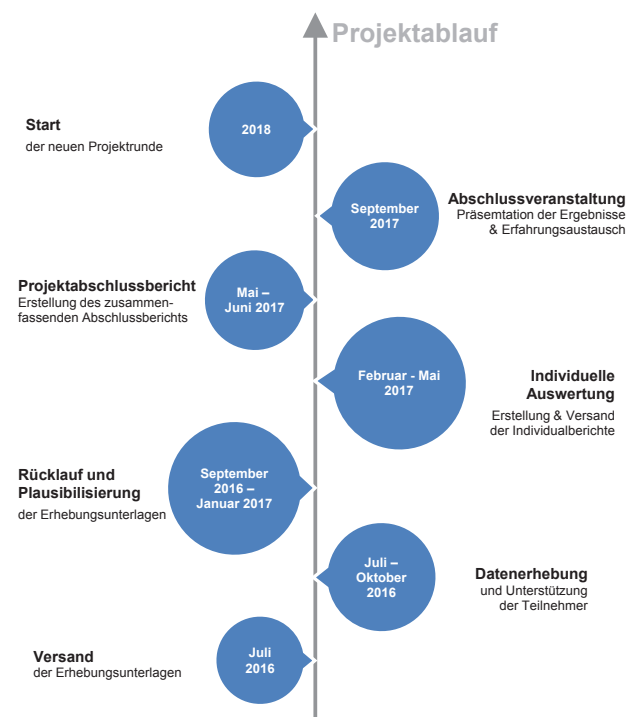 Projektablauf
Start
der neuen Projektrunde
2018
September
2017
Abschlussveranstaltung
Präsemtation der Ergebnisse
& Erfahrungsaustausch
Projektabschlussbericht
Erstellung des zusammen-
fassenden Abschlussberichts
Mai –
Juni 2017
Februar - Mai
2017
Individuelle
Auswertung
Erstellung & Versand
der Individualberichte
Rücklauf und
Plausibilisierung
der Erhebungsunterlagen
September
2016 –
Januar 2017
Juli –
Oktober
2016
Datenerhebung
und Unterstützung
der Teilnehmer
Versand
der Erhebungsunterlagen
Juli
2016